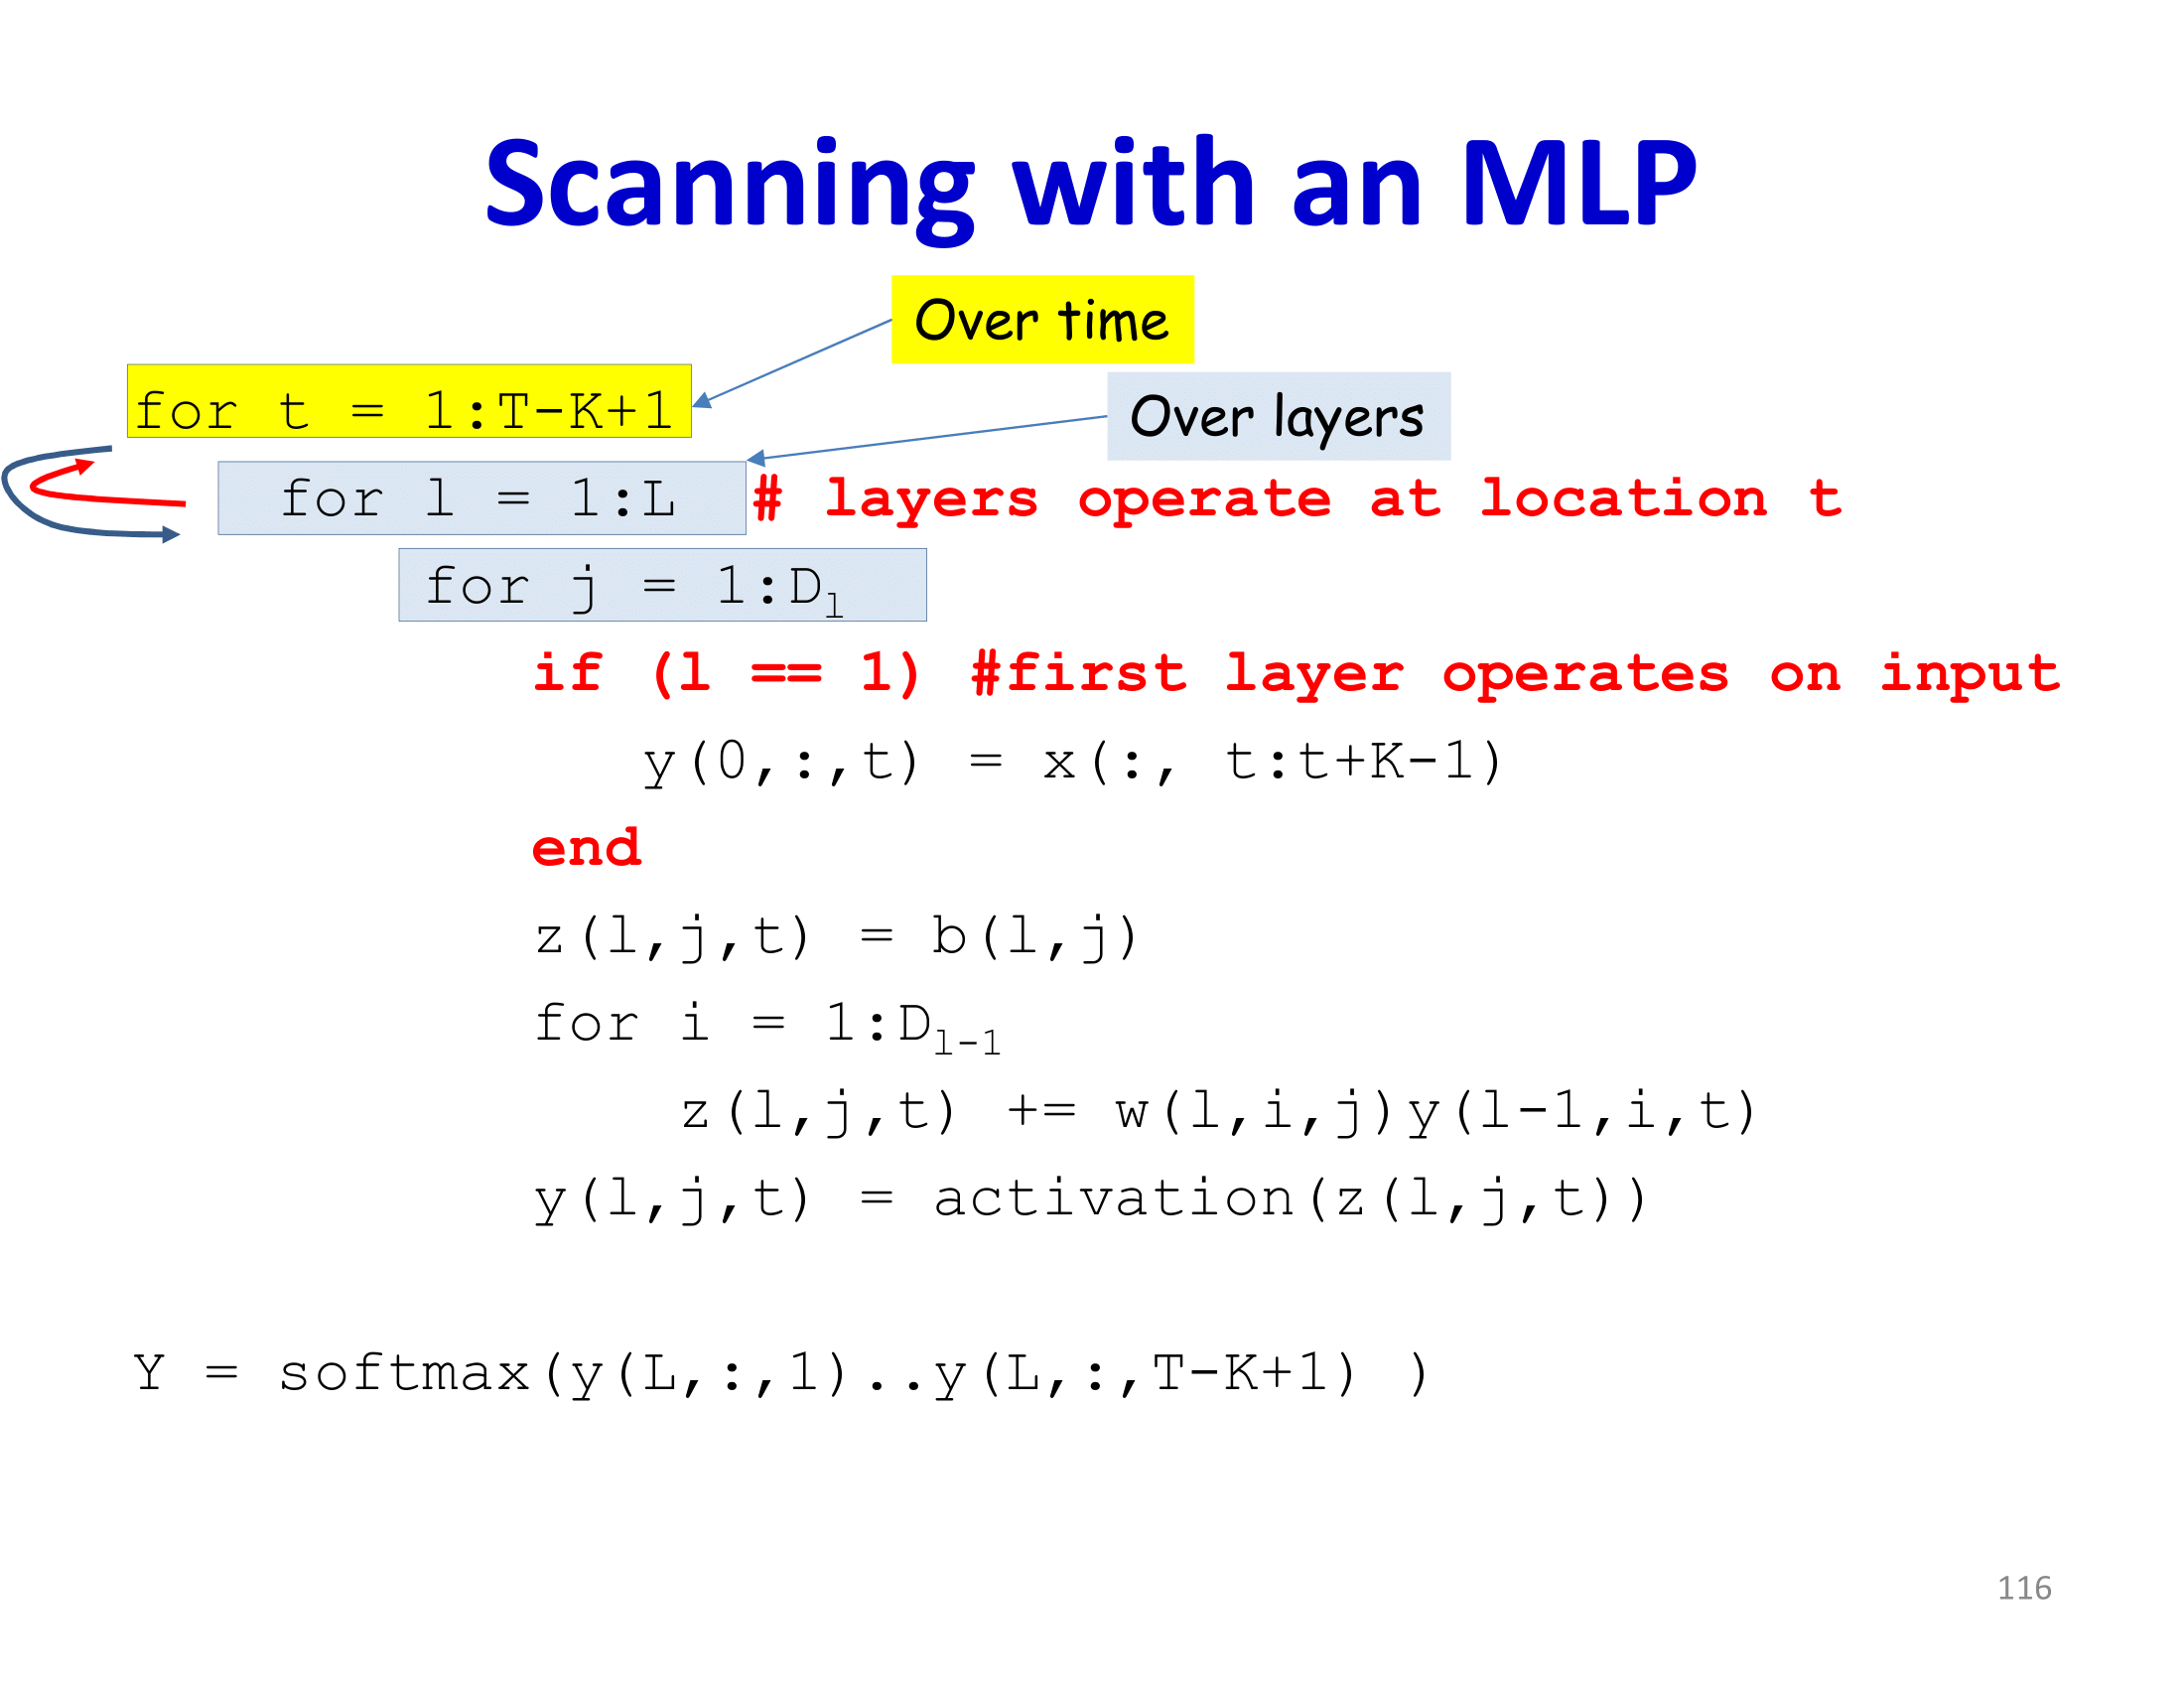 Scanning with an MLP
Over time
for t = 1:T-K+1
Over layers
for l = 1:L # layers operate at location t
for j = 1:Dl
if (l == 1) #first layer operates on input
y(0,:,t) = x(:, t:t+K-1)
end
z(l,j,t) = b(l,j)
for i = 1:Dl-1
z(l,j,t) += w(l,i,j)y(l-1,i,t)
y(l,j,t) = activation(z(l,j,t))
Y = softmax(y(L,:,1)..y(L,:,T-K+1) )
116